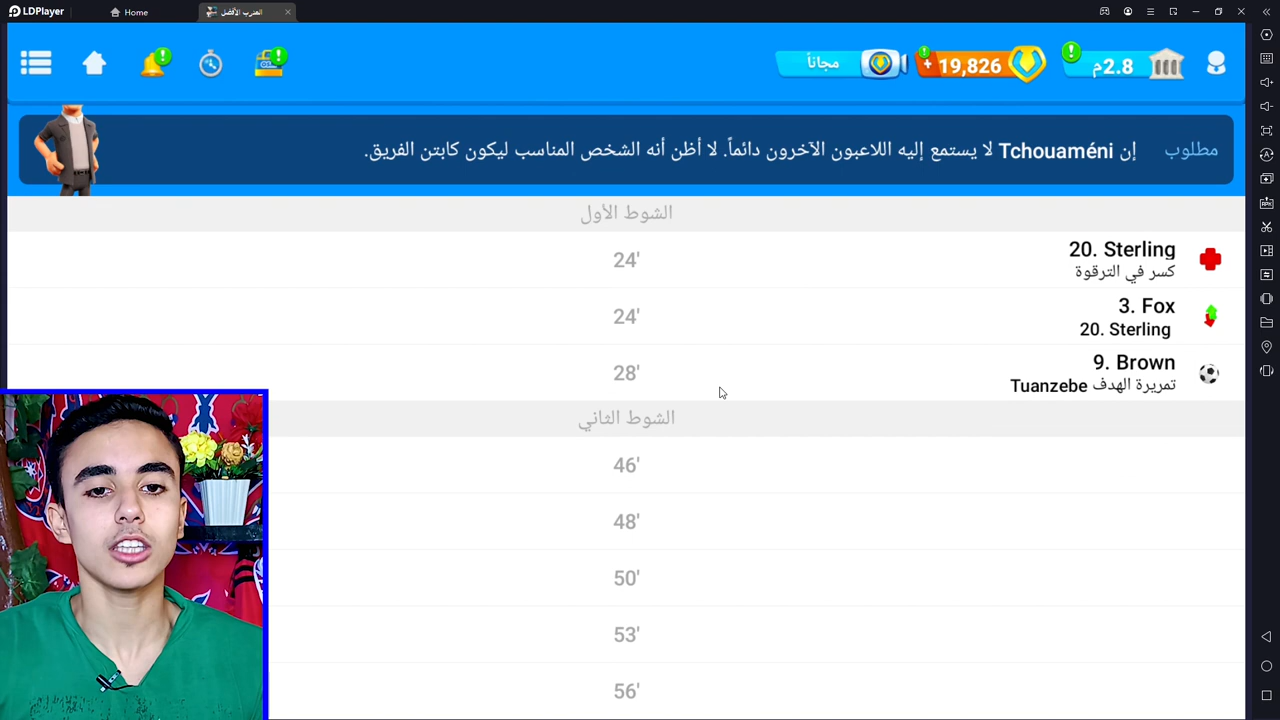 LDPlayer
Home
المدرب الأفضل
مجاناً
+ 19,826
2.8م
مطلوب
إن Tchouaméni لا يستمع إليه اللاعبون الآخرون دائماً. لا أظن أنه الشخص المناسب ليكون كابتن الفريق.
الشوط الأول
20. Sterling
كسر في الترقوة
24'
3. Fox
20. Sterling
24'
9. Brown
تمريرة الهدف Tuanzebe
28'
الشوط الثاني
46'
48'
50'
53'
56'